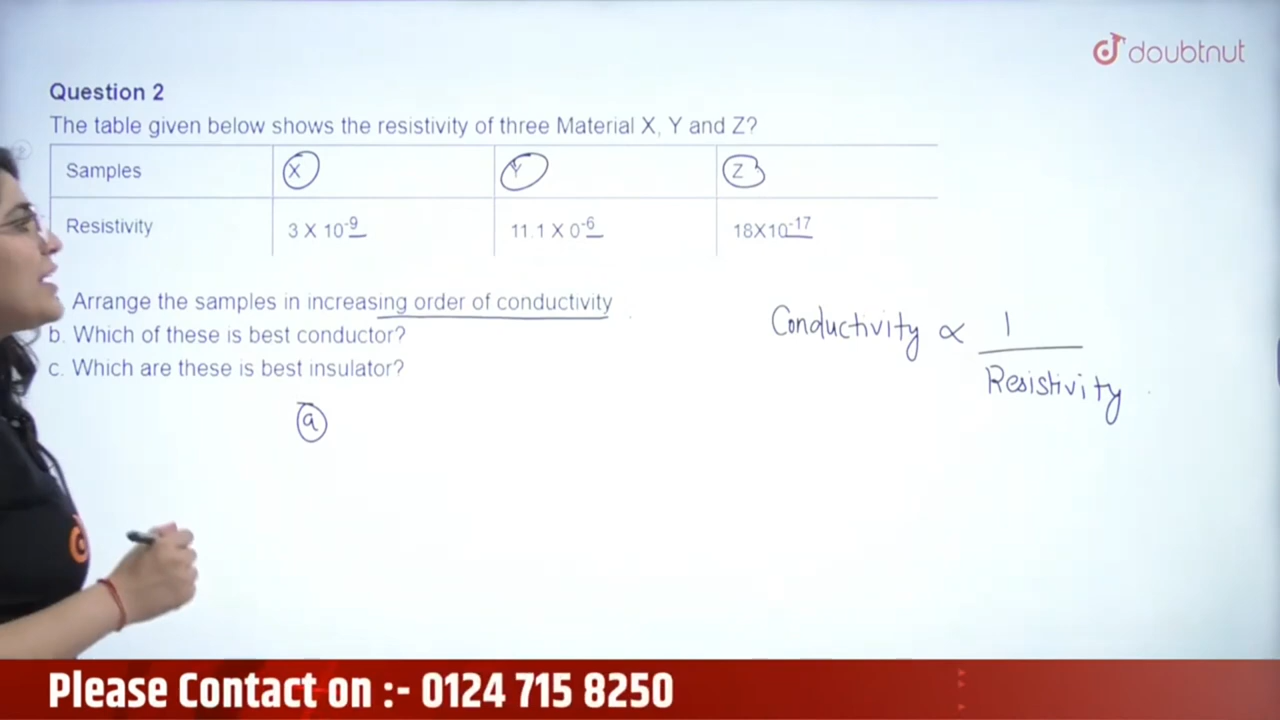 doubtnut
Question 2
The table given below shows the resistivity of three Material X, Y and Z?
Samples X Y Z
Resistivity 3 X 10⁻⁹ 11.1 X 0⁻⁶ 18X10⁻¹⁷
Arrange the samples in increasing order of conductivity
b. Which of these is best conductor?
c. Which are these is best insulator?
Conductivity ∝ 1
Resistivity
a
Please Contact on :- 0124 715 8250